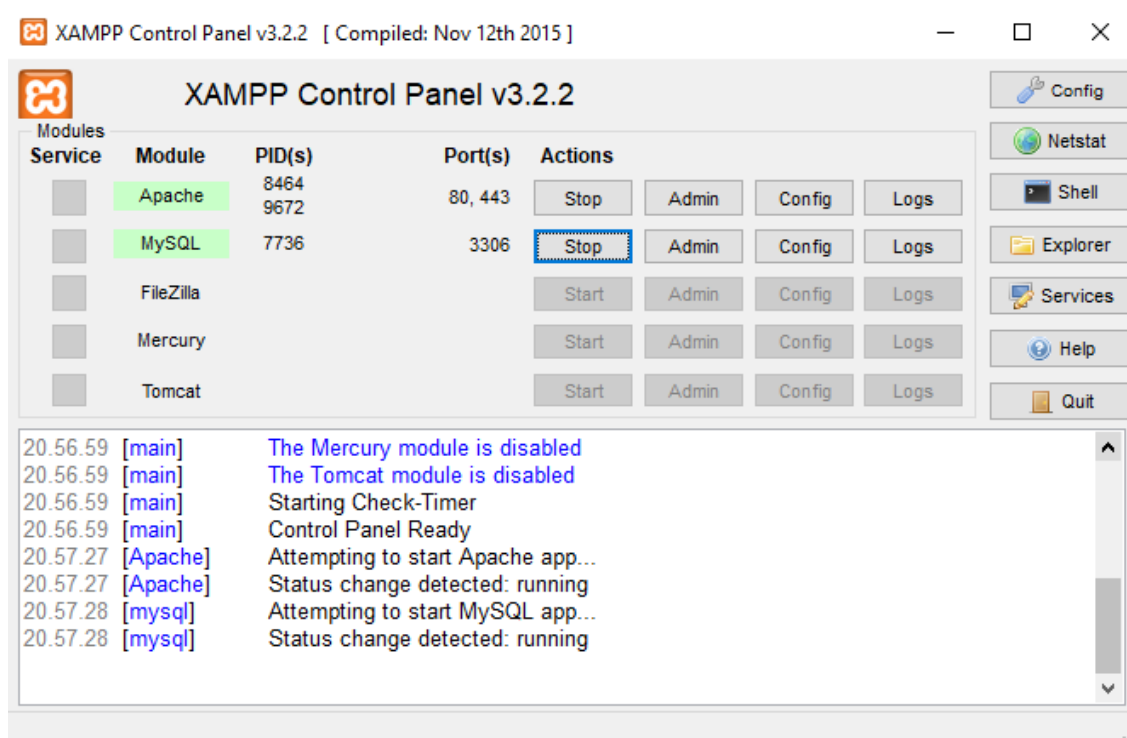 XAMPP Control Panel v3.2.2 [ Compiled: Nov 12th 2015 ]
XAMPP Control Panel v3.2.2
Config
Modules
Service Module PID(s) Port(s) Actions
Netstat
Apache 8464 9672 80, 443 Stop Admin Config Logs
Shell
MySQL 7736 3306 Stop Admin Config Logs
Explorer
FileZilla Start Admin Config Logs
Services
Mercury Start Admin Config Logs
Help
Tomcat Start Admin Config Logs
Quit
20.56.59 [main] The Mercury module is disabled
20.56.59 [main] The Tomcat module is disabled
20.56.59 [main] Starting Check-Timer
20.56.59 [main] Control Panel Ready
20.57.27 [Apache] Attempting to start Apache app...
20.57.27 [Apache] Status change detected: running
20.57.28 [mysql] Attempting to start MySQL app...
20.57.28 [mysql] Status change detected: running